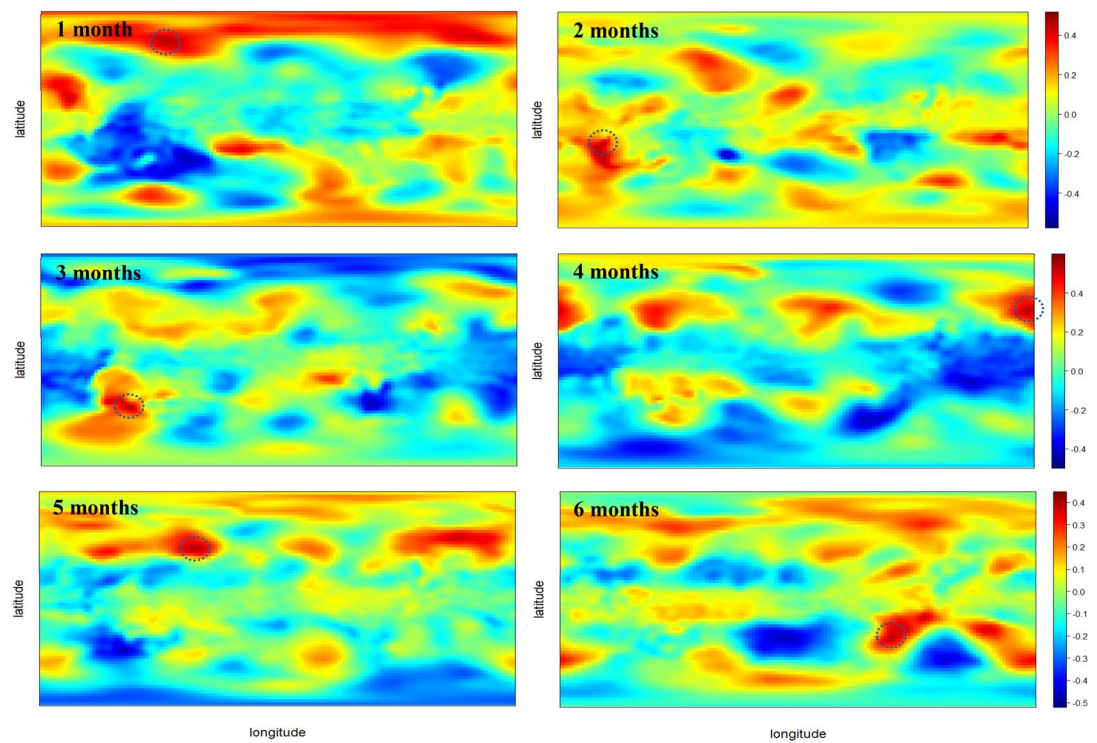 1 month
2 months
latitude
latitude
0.4
0.2
0.0
-0.2
-0.4
3 months
4 months
latitude
latitude
0.4
0.2
0.0
-0.2
-0.4
5 months
6 months
latitude
latitude
0.4
0.3
0.2
0.1
0.0
-0.1
-0.2
-0.3
-0.4
-0.5
longitude
longitude